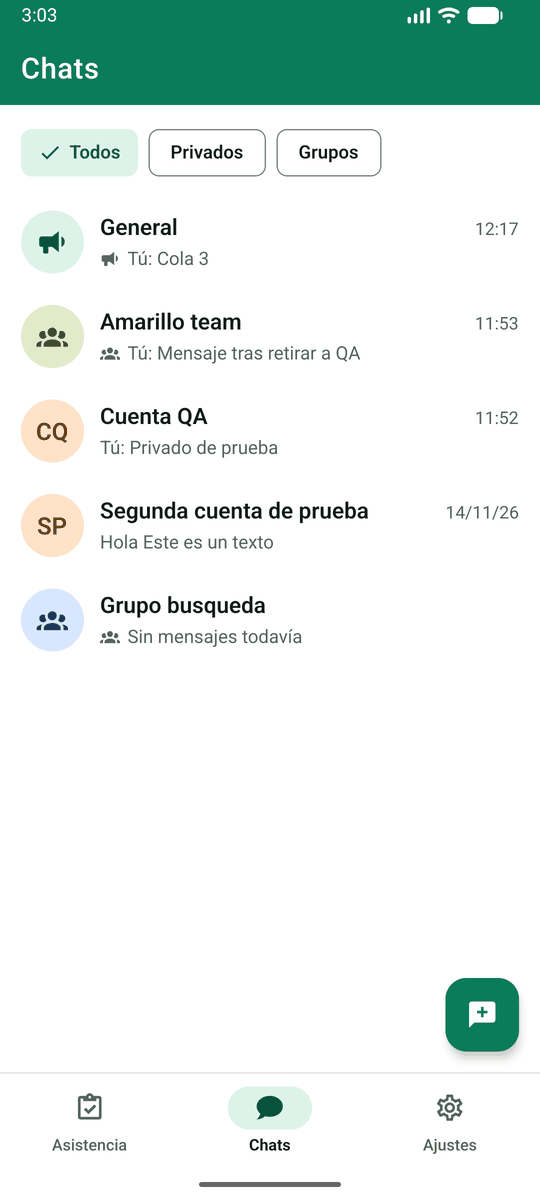 3:03
Chats
Todos
Privados
Grupos
General
12:17
Tú: Cola 3
Amarillo team
11:53
Tú: Mensaje tras retirar a QA
CQ
Cuenta QA
11:52
Tú: Privado de prueba
SP
Segunda cuenta de prueba
14/11/26
Hola Este es un texto
Grupo busqueda
Sin mensajes todavía
Asistencia
Chats
Ajustes